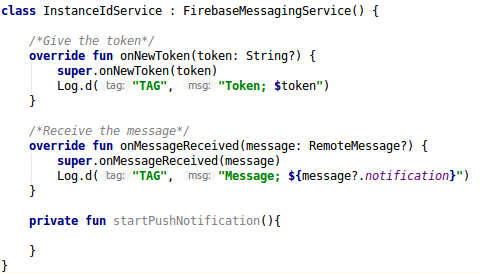 class InstanceIdService : FirebaseMessagingService() {
/*Give the token*/
override fun onNewToken(token: String?) {
super.onNewToken(token)
Log.d( tag: "TAG", msg: "Token; $token")
}
/*Receive the message*/
override fun onMessageReceived(message: RemoteMessage?) {
super.onMessageReceived(message)
Log.d( tag: "TAG", msg: "Message; ${message?.notification}")
}
private fun startPushNotification(){
}
}